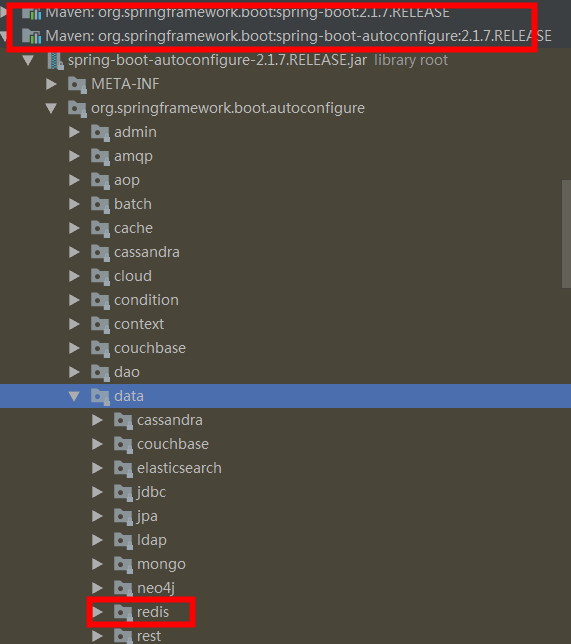 Maven: org.springframework.boot:spring-boot:2.1.7.RELEASE
Maven: org.springframework.boot:spring-boot-autoconfigure:2.1.7.RELEASE
spring-boot-autoconfigure-2.1.7.RELEASE.jar library root
META-INF
org.springframework.boot.autoconfigure
admin
amqp
aop
batch
cache
cassandra
cloud
condition
context
couchbase
dao
data
cassandra
couchbase
elasticsearch
jdbc
jpa
ldap
mongo
neo4j
redis
rest